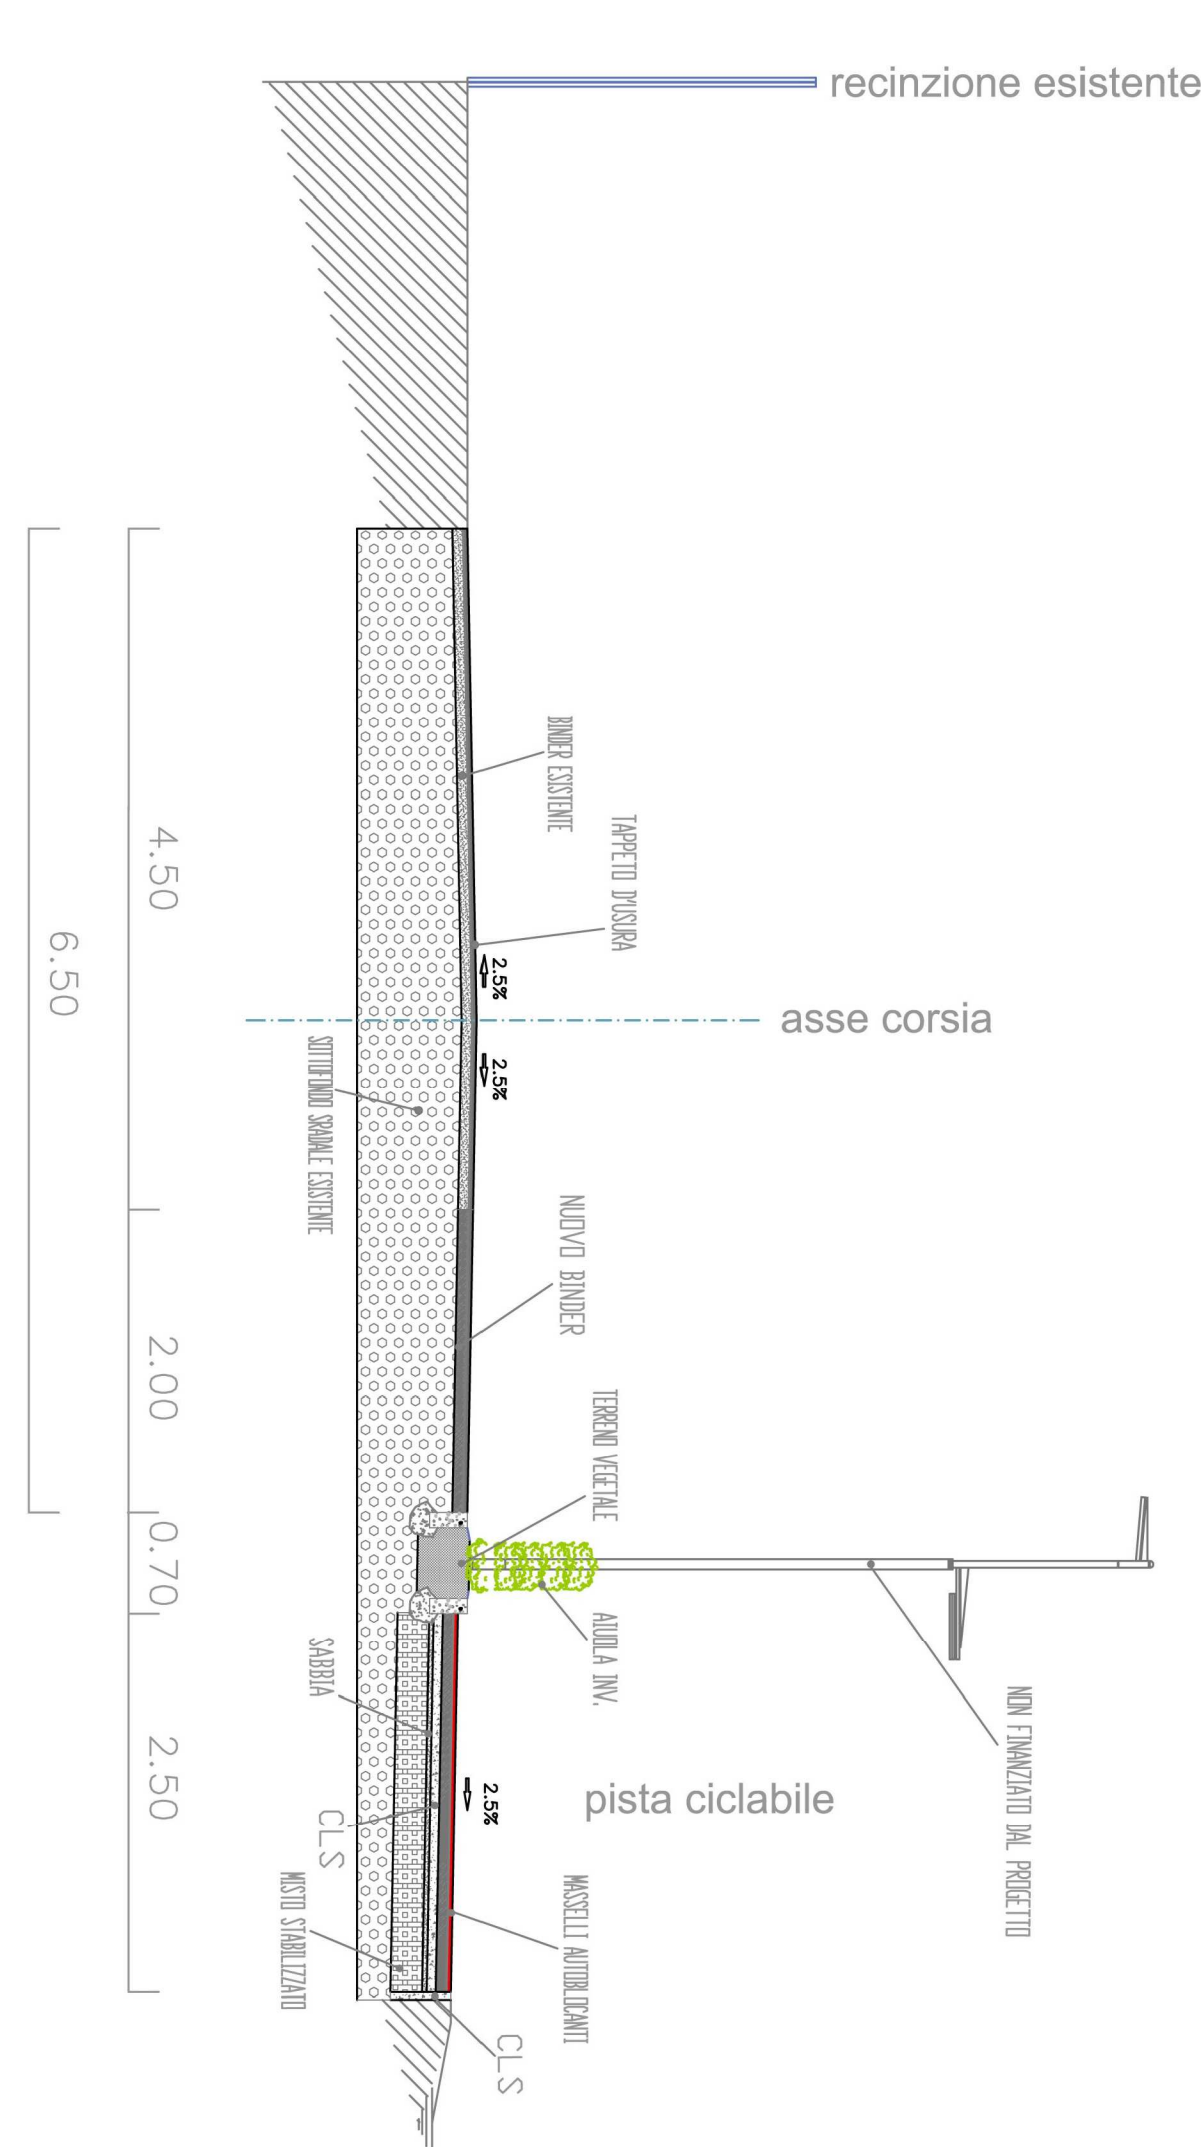 recinzione esistente
BINDER ESISTENTE
TAPPETO D'USURA
2.5%
asse corsia
2.5%
SOTTOFONDO SRADALE ESISTENTE
4.50
6.50
NUOVO BINDER
2.00
TERRENO VEGETALE
0.70
AIUOLA INV.
SABBIA
NON FINANZIATO DAL PROGETTO
2.50
2.5%
pista ciclabile
CLS
MISTO STABILIZZATO
MASSELLI AUTOBLOCANTI
CLS